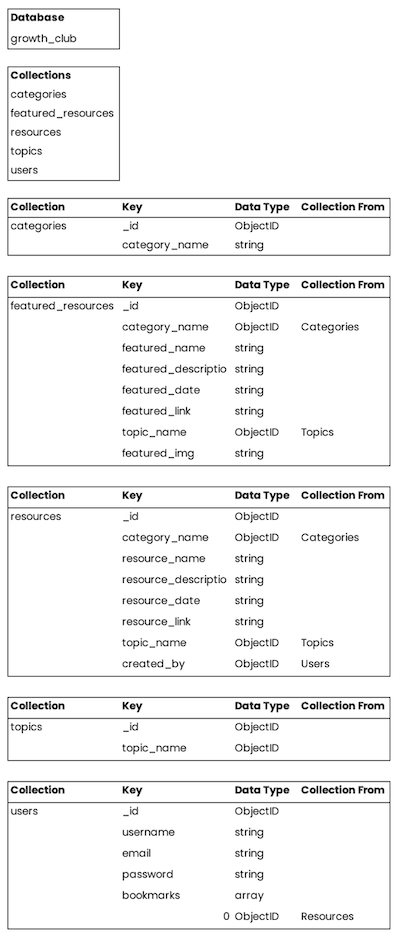 Database
growth_club
Collections
categories
featured_resources
resources
topics
users
Collection Key Data Type Collection From
categories _id ObjectID
category_name string
Collection Key Data Type Collection From
featured_resources _id ObjectID
category_name ObjectID Categories
featured_name string
featured_descriptio string
featured_date string
featured_link string
topic_name ObjectID Topics
featured_img string
Collection Key Data Type Collection From
resources _id ObjectID
category_name ObjectID Categories
resource_name string
resource_descriptio string
resource_date string
resource_link string
topic_name ObjectID Topics
created_by ObjectID Users
Collection Key Data Type Collection From
topics _id ObjectID
topic_name ObjectID
Collection Key Data Type Collection From
users _id ObjectID
username string
email string
password string
bookmarks array
0 ObjectID Resources